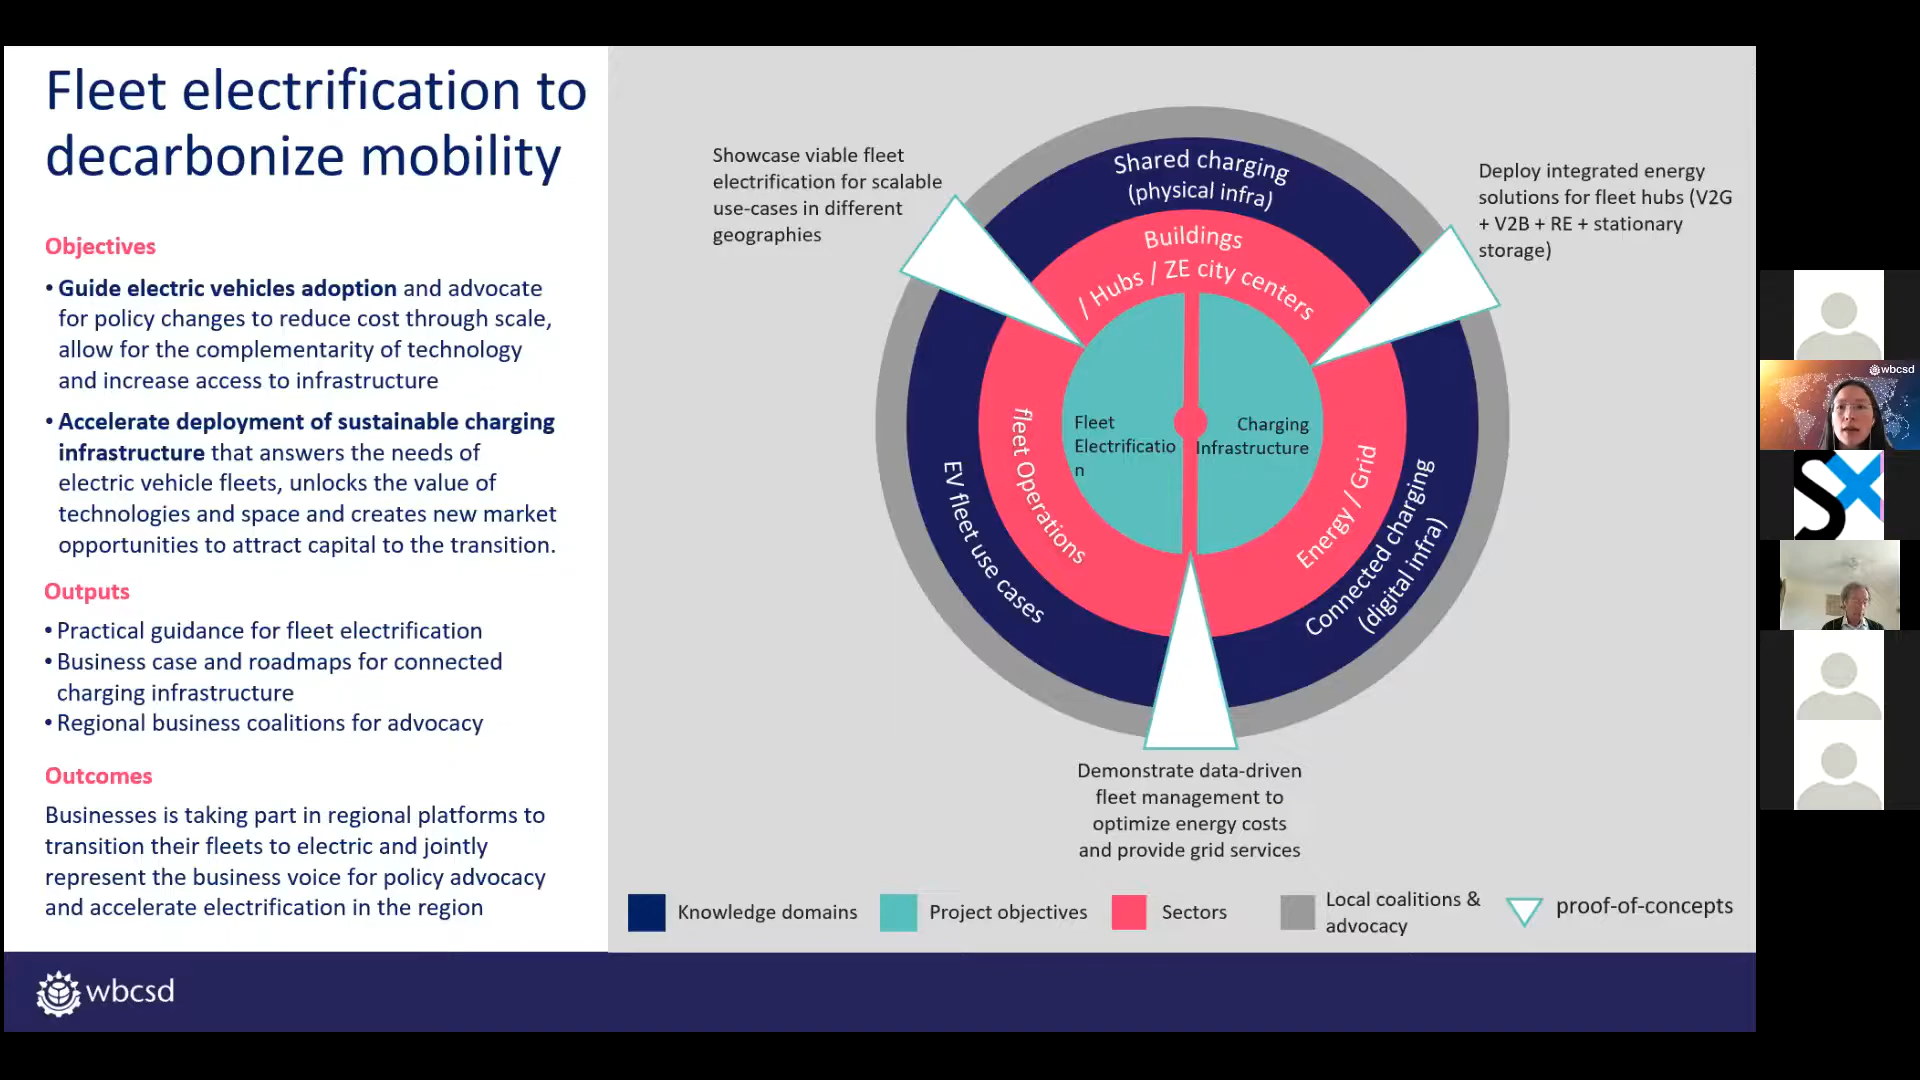 Fleet electrification to
decarbonize mobility
Objectives
• Guide electric vehicles adoption and advocate
for policy changes to reduce cost through scale,
allow for the complementarity of technology
and increase access to infrastructure
• Accelerate deployment of sustainable charging
infrastructure that answers the needs of
electric vehicle fleets, unlocks the value of
technologies and space and creates new market
opportunities to attract capital to the transition.
Outputs
• Practical guidance for fleet electrification
• Business case and roadmaps for connected
charging infrastructure
• Regional business coalitions for advocacy
Outcomes
Businesses is taking part in regional platforms to
transition their fleets to electric and jointly
represent the business voice for policy advocacy
and accelerate electrification in the region
Showcase viable fleet
electrification for scalable
use-cases in different
geographies
Shared charging
(physical infra)
Buildings
/ Hubs / ZE city centers
Deploy integrated energy
solutions for fleet hubs (V2G
+ V2B + RE + stationary
storage)
Fleet
Electrificatio
n
Charging
Infrastructure
fleet Operations
EV fleet use cases
Energy / Grid
Connected charging
(digital infra)
Demonstrate data-driven
fleet management to
optimize energy costs
and provide grid services
Knowledge domains
Project objectives
Sectors
Local coalitions &
advocacy
proof-of-concepts
wbcsd
wbcsd
SX